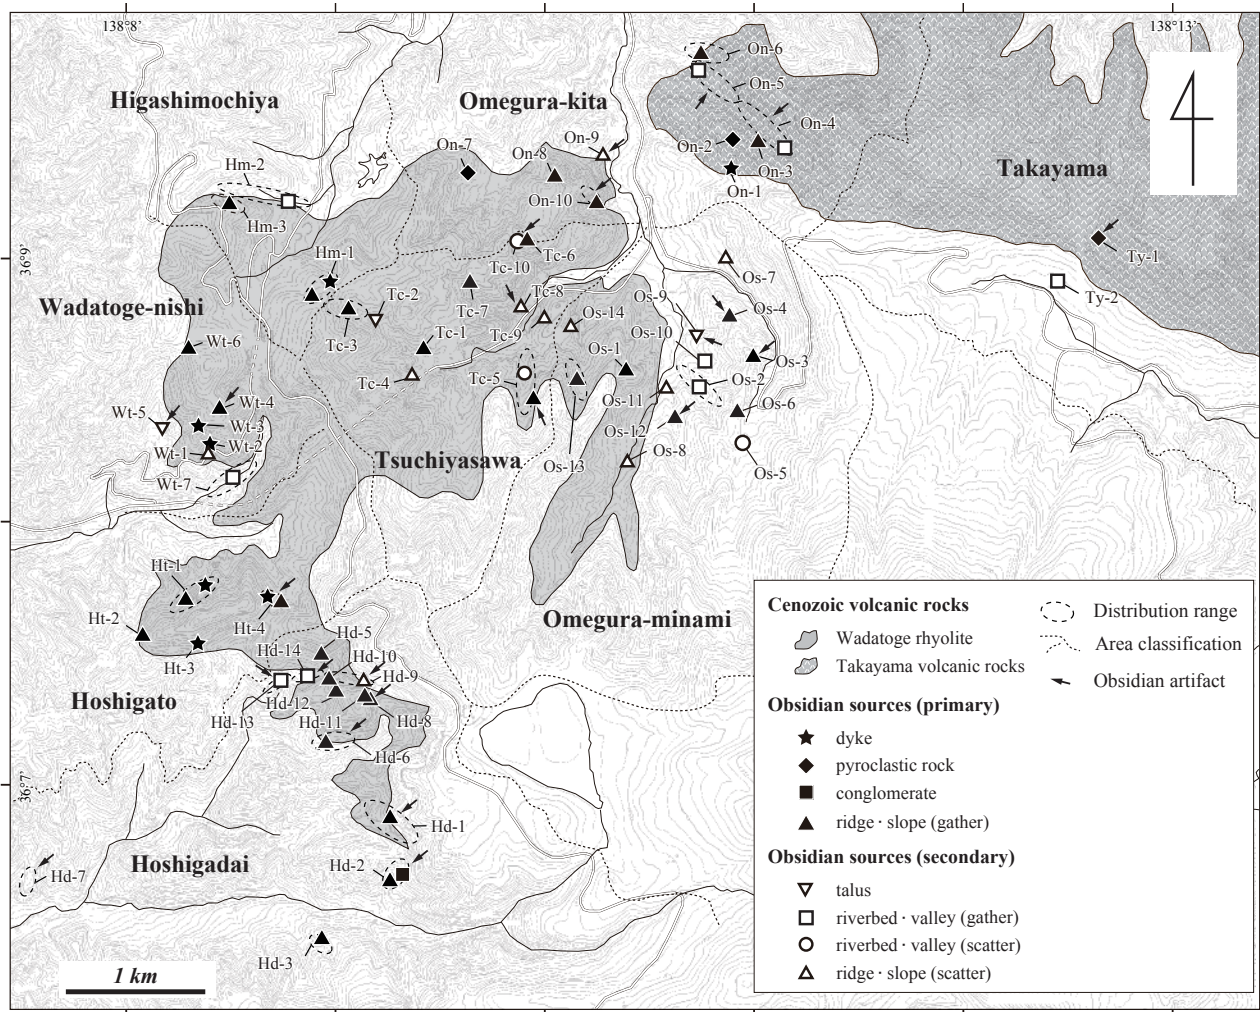 138°8'
138°13'
36°9'
36°7'
Higashimochiya
Omegura-kita
Takayama
Wadatoge-nishi
Tsuchiyasawa
Omegura-minami
Hoshigato
Hoshigadai
On-6
On-5
On-4
On-9
On-7
On-8
On-2
On-3
On-1
On-10
Hm-2
Hm-3
Hm-1
Tc-10
Tc-6
Tc-2
Tc-7
Tc-8
Tc-3
Tc-1
Tc-9
Tc-4
Tc-5
Os-7
Os-9
Os-4
Os-14
Os-10
Os-1
Os-3
Os-2
Os-11
Os-6
Os-12
Os-8
Os-13
Os-5
Ty-1
Ty-2
Wt-6
Wt-5
Wt-4
Wt-3
Wt-2
Wt-1
Wt-7
Ht-1
Ht-2
Ht-4
Ht-3
Hd-5
Hd-14
Hd-10
Hd-9
Hd-12
Hd-13
Hd-11
Hd-8
Hd-6
Hd-1
Hd-2
Hd-7
Hd-3
1 km
Cenozoic volcanic rocks
Wadatoge rhyolite
Takayama volcanic rocks
Distribution range
Area classification
Obsidian artifact
Obsidian sources (primary)
dyke
pyroclastic rock
conglomerate
ridge · slope (gather)
Obsidian sources (secondary)
talus
riverbed · valley (gather)
riverbed · valley (scatter)
ridge · slope (scatter)